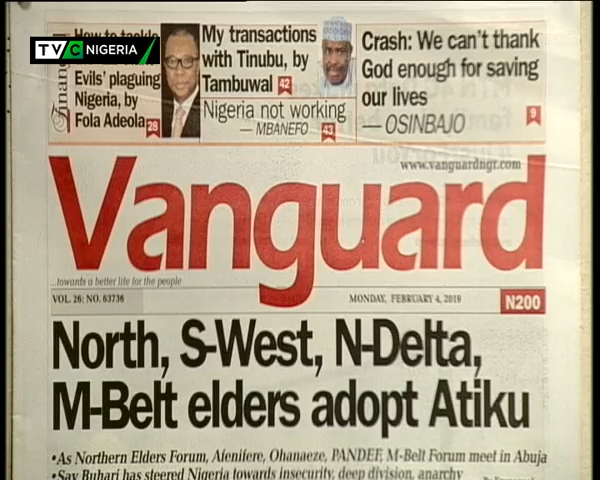 TVC NIGERIA
How to tackle
Evils' plaguing
Nigeria, by
Fola Adeola 28
My transactions
with Tinubu, by
Tambuwal 42
Nigeria not working
— MBANEFO 43
Crash: We can't thank
God enough for saving
our lives
— OSINBAJO 9
www.vanguardngr.com
Vanguard
...towards a better life for the people
VOL. 26: NO. 63736
MONDAY, FEBRUARY 4, 2019
N200
North, S-West, N-Delta,
M-Belt elders adopt Atiku
•As Northern Elders Forum, Afenifere, Ohanaeze, PANDEF, M-Belt Forum meet in Abuja
•Say Buhari has steered Nigeria towards insecurity, deep division, anarchy